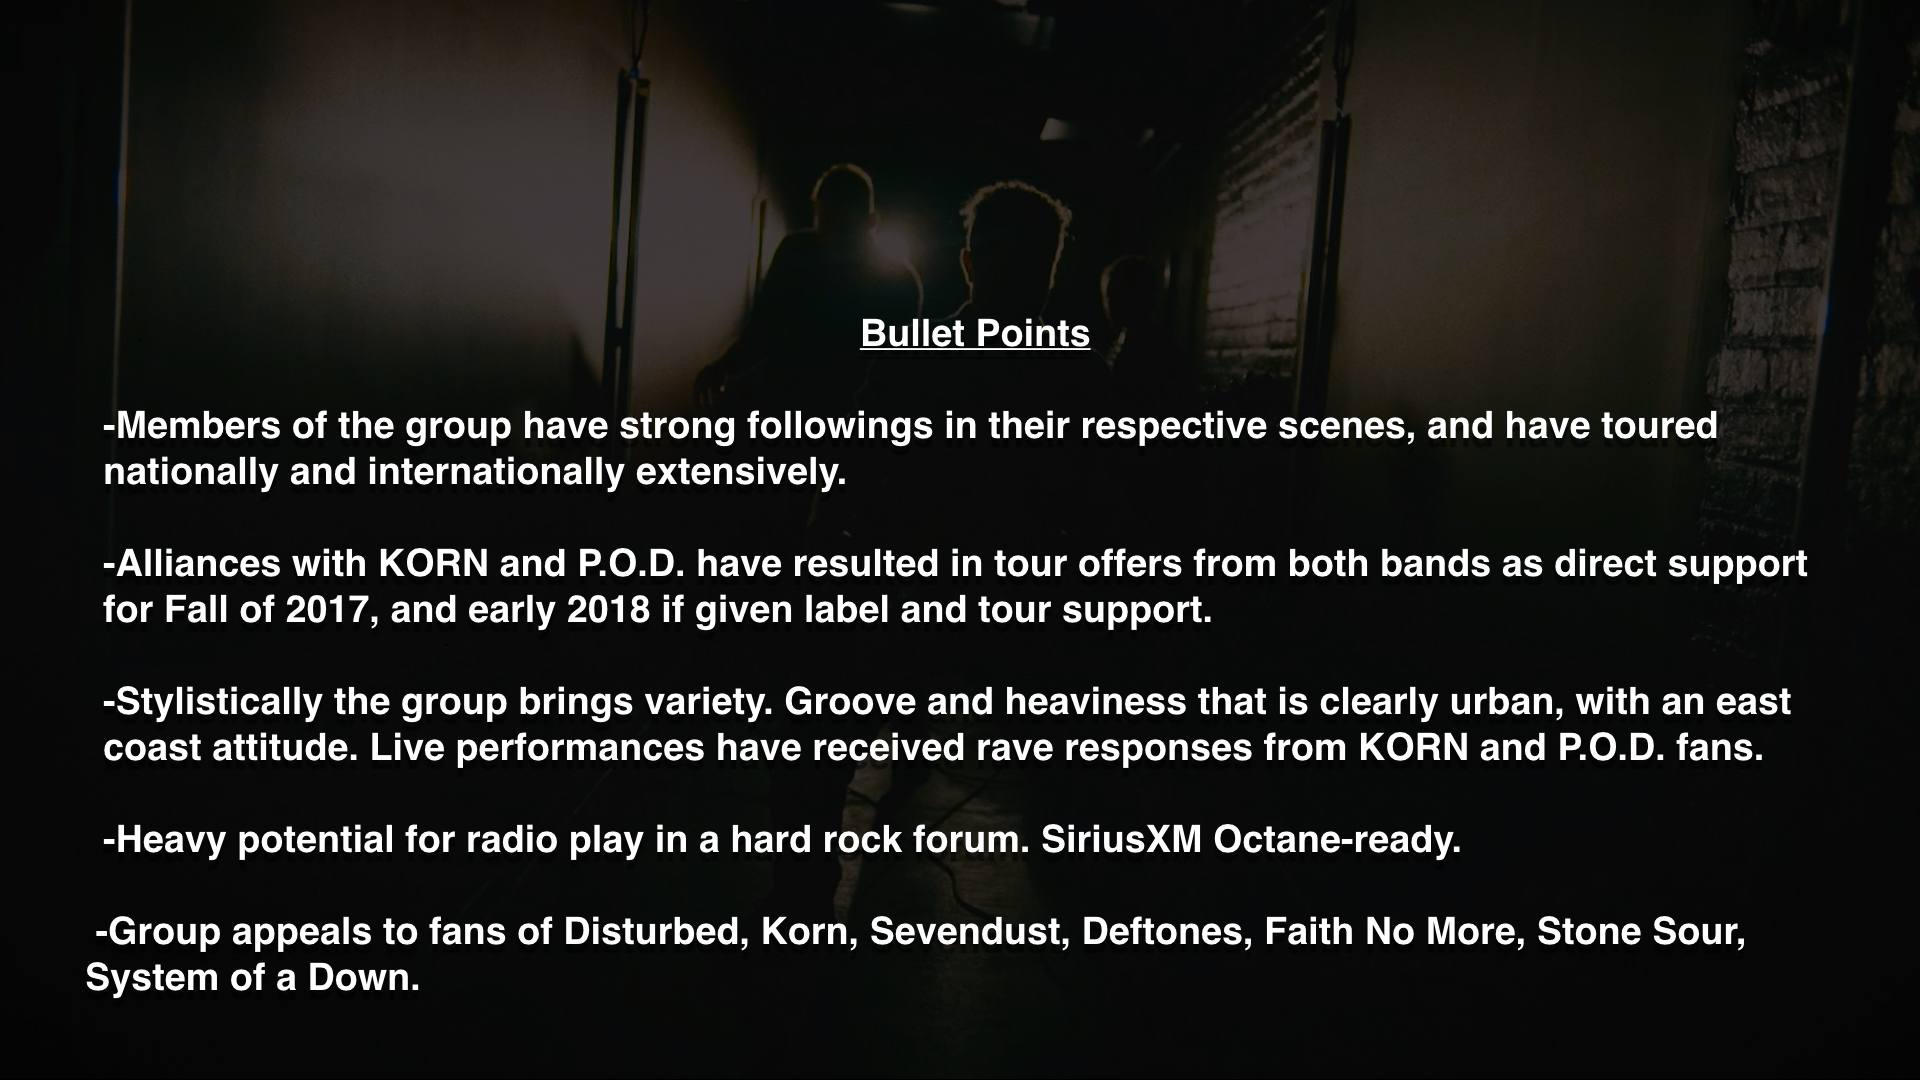 Bullet Points
-Members of the group have strong followings in their respective scenes, and have toured
nationally and internationally extensively.
-Alliances with KORN and P.O.D. have resulted in tour offers from both bands as direct support
for Fall of 2017, and early 2018 if given label and tour support.
-Stylistically the group brings variety. Groove and heaviness that is clearly urban, with an east
coast attitude. Live performances have received rave responses from KORN and P.O.D. fans.
-Heavy potential for radio play in a hard rock forum. SiriusXM Octane-ready.
-Group appeals to fans of Disturbed, Korn, Sevendust, Deftones, Faith No More, Stone Sour,
System of a Down.